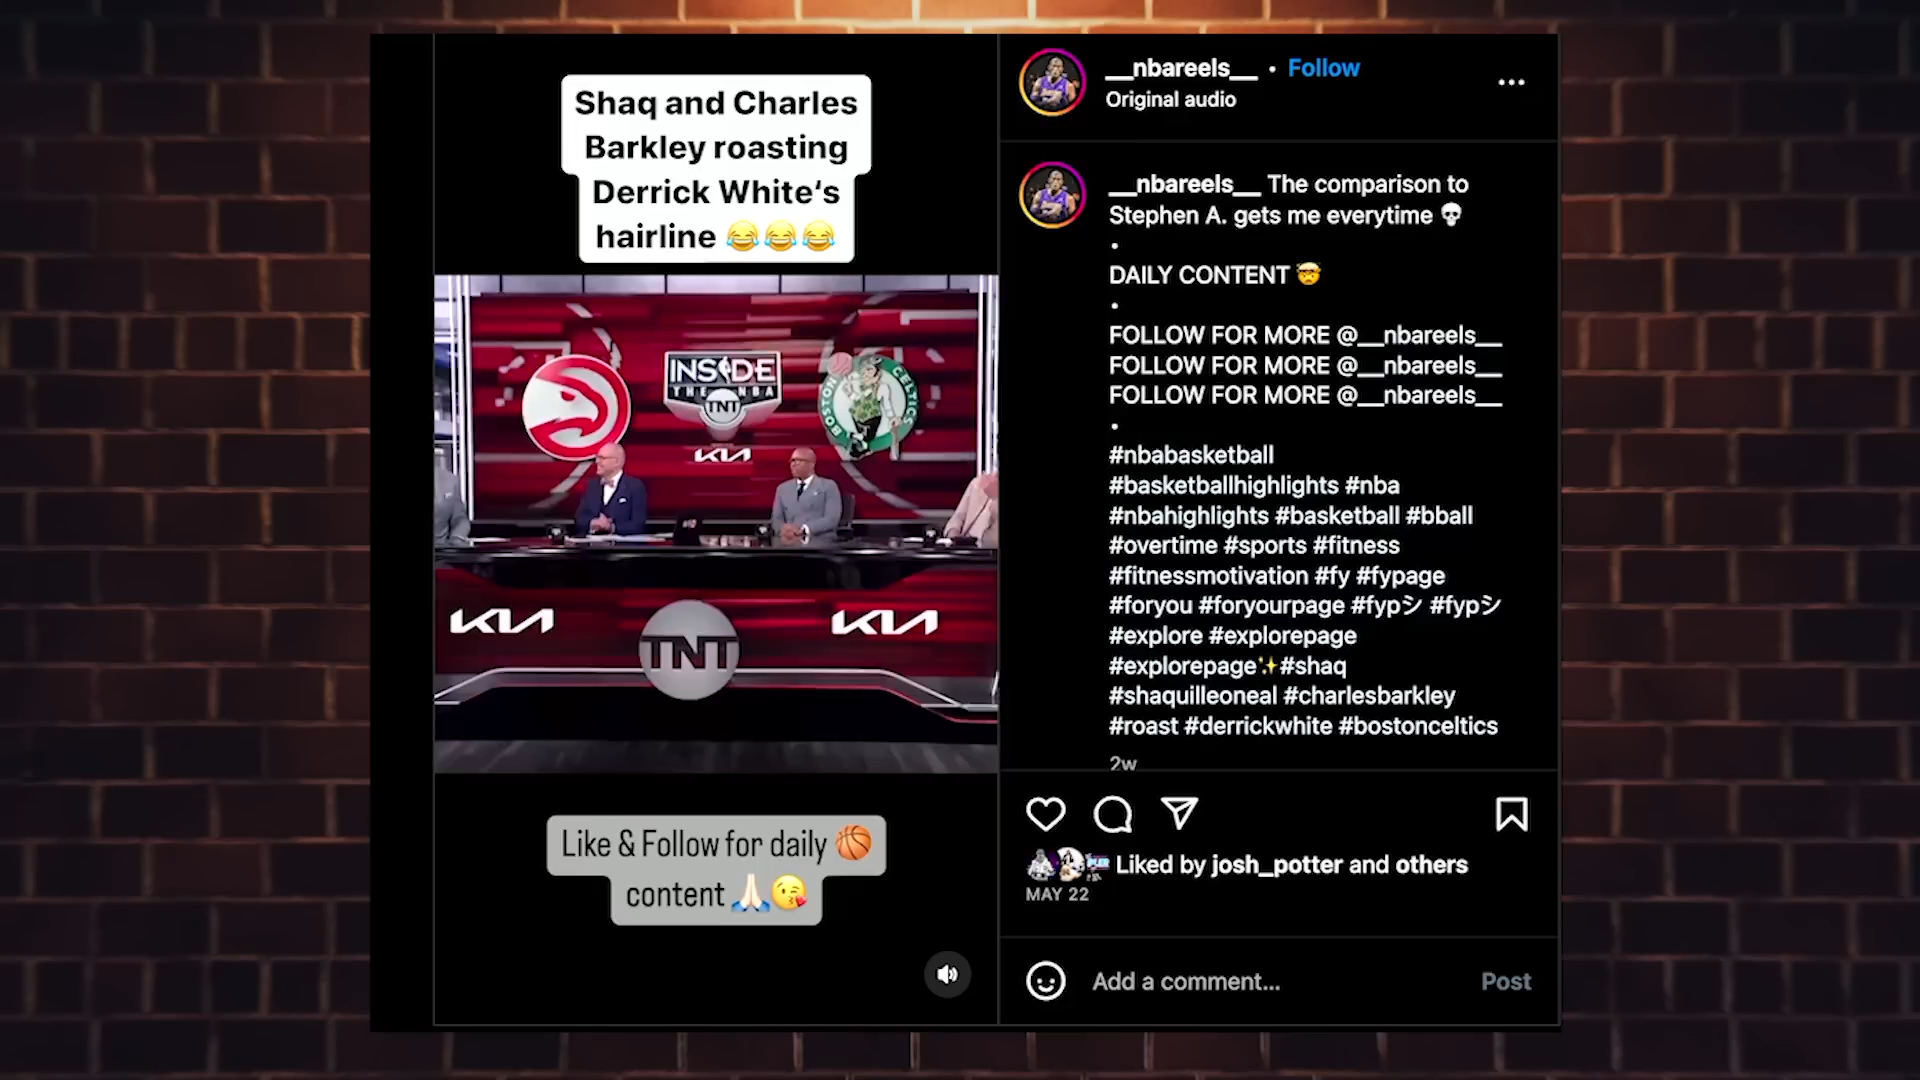 Shaq and Charles
Barkley roasting
Derrick White‘s
hairline 😂😂😂
INSIDE
THE NBA
TNT
KIA
BOSTON
CELTICS
KIA
TNT
KIA
Like & Follow for daily 🏀
content 🙏🏻😘
__nbareels__ • Follow
Original audio
__nbareels__ The comparison to
Stephen A. gets me everytime 💀
•
DAILY CONTENT 🤯
•
FOLLOW FOR MORE @__nbareels__
FOLLOW FOR MORE @__nbareels__
FOLLOW FOR MORE @__nbareels__
•
#nbabasketball
#basketballhighlights #nba
#nbahighlights #basketball #bball
#overtime #sports #fitness
#fitnessmotivation #fy #fypage
#foryou #foryourpage #fypシ #fypシ
#explore #explorepage
#explorepage✨#shaq
#shaquilleoneal #charlesbarkley
#roast #derrickwhite #bostonceltics
2w
Liked by josh_potter and others
MAY 22
Add a comment...
Post